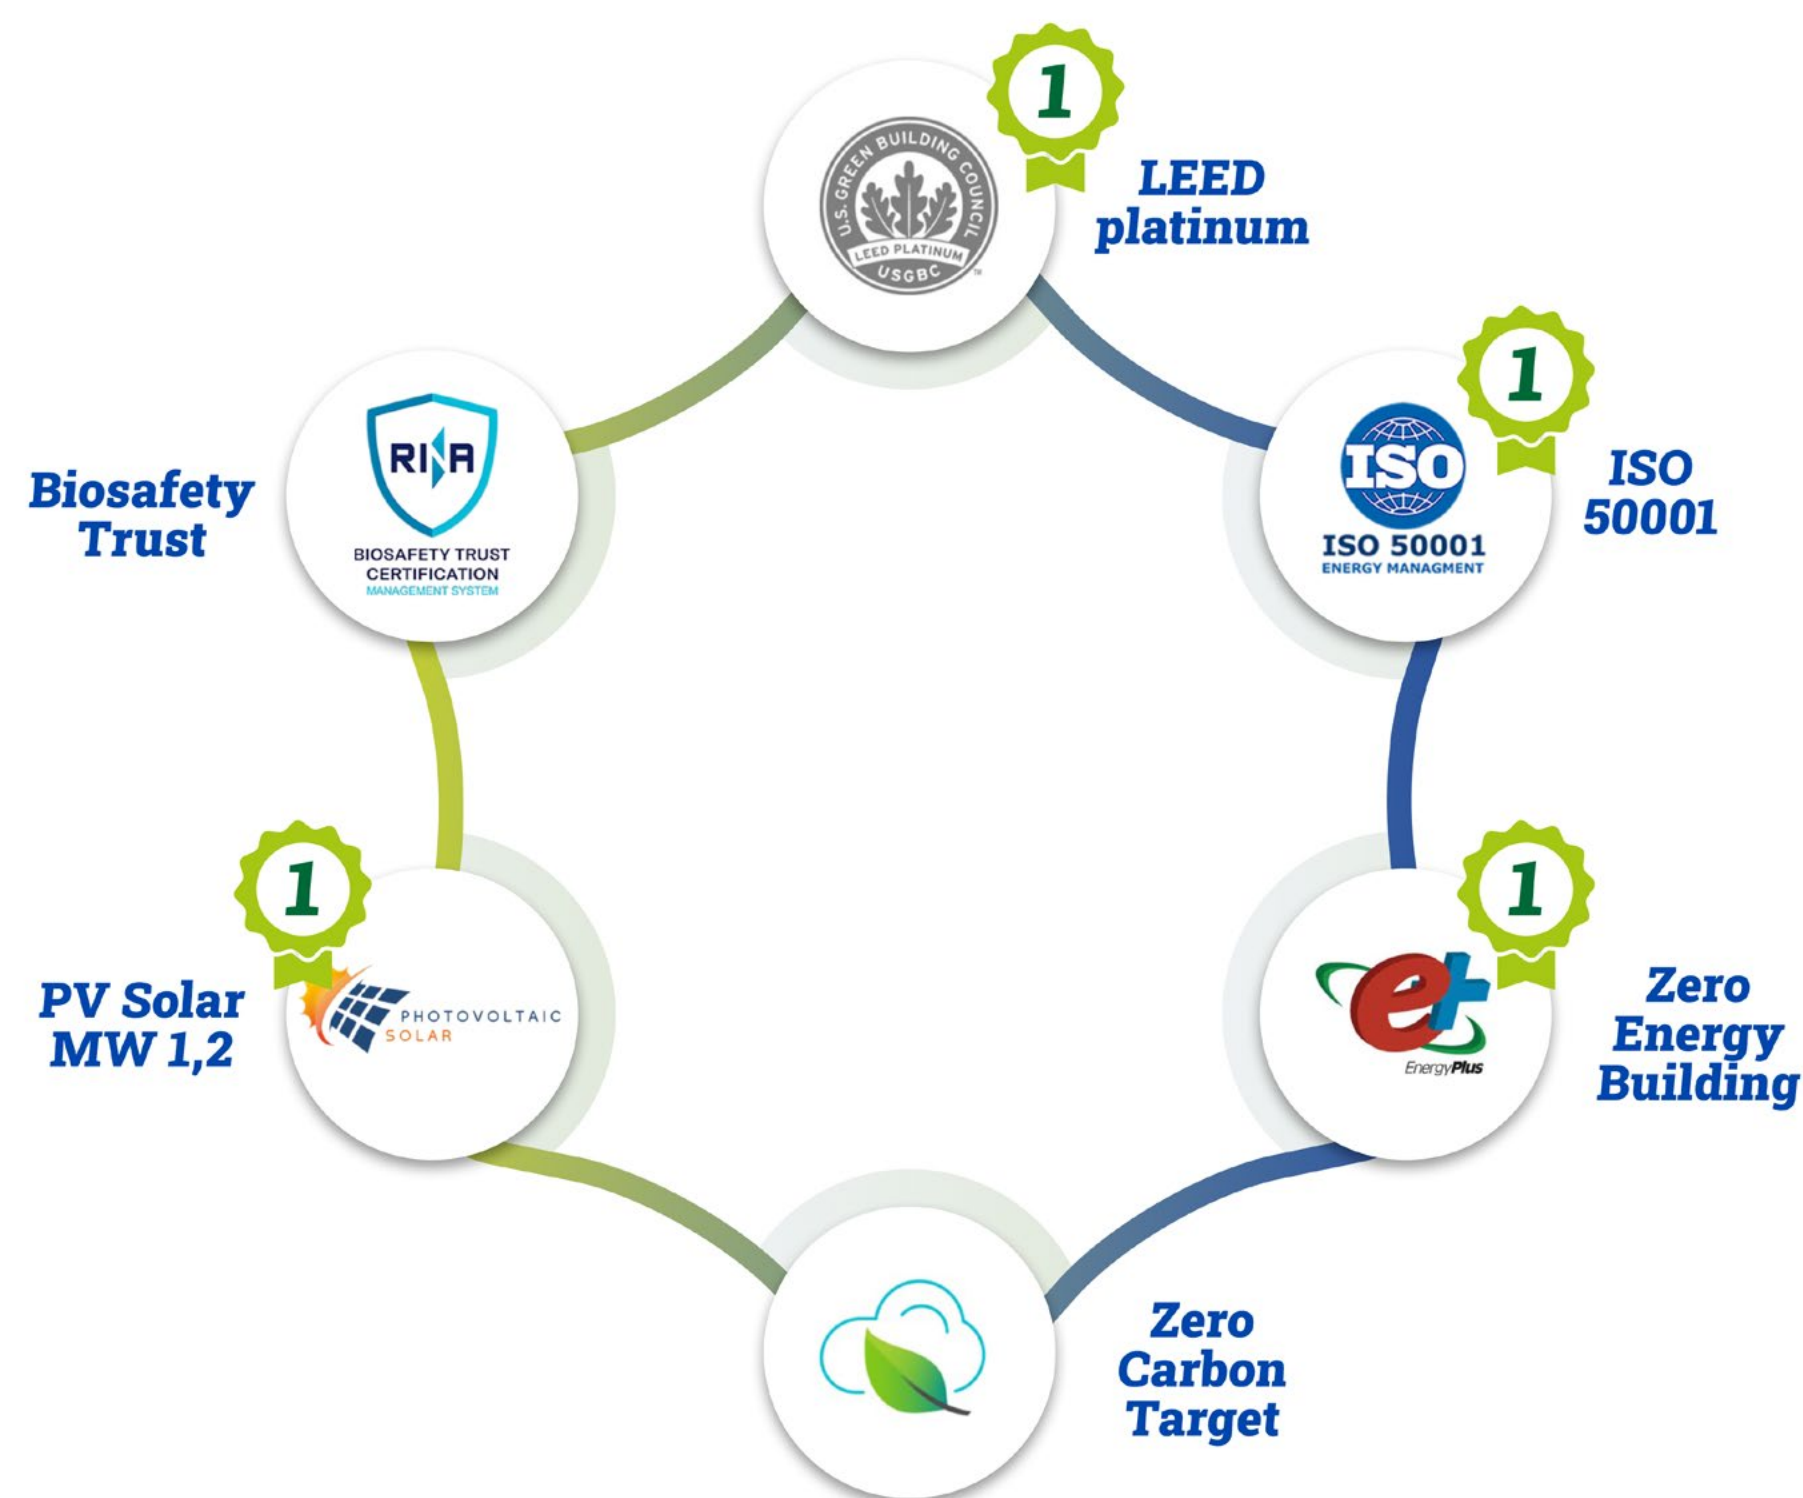 1
U.S. GREEN BUILDING COUNCIL
LEED PLATINUM
USGBC
™
LEED
platinum
1
ISO
ISO 50001
ENERGY MANAGMENT
ISO
50001
RINA
BIOSAFETY TRUST
CERTIFICATION
MANAGEMENT SYSTEM
Biosafety
Trust
1
PHOTOVOLTAIC
SOLAR
PV Solar
MW 1,2
1
e+
EnergyPlus
Zero
Energy
Building
Zero
Carbon
Target